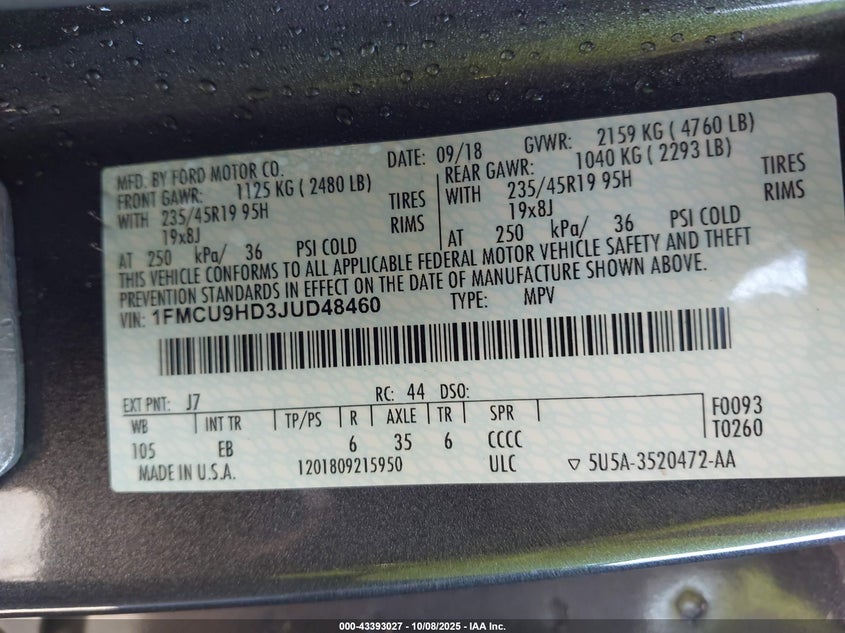 MFD. BY FORD MOTOR CO. DATE: 09/18 GVWR: 2159 KG ( 4760 LB)
FRONT GAWR: 1125 KG ( 2480 LB) REAR GAWR: 1040 KG ( 2293 LB)
WITH 235/45R19 95H TIRES WITH 235/45R19 95H TIRES
19x8J RIMS 19x8J RIMS
AT 250 kPa/ 36 PSI COLD AT 250 kPa/ 36 PSI COLD
THIS VEHICLE CONFORMS TO ALL APPLICABLE FEDERAL MOTOR VEHICLE SAFETY AND THEFT
PREVENTION STANDARDS IN EFFECT ON THE DATE OF MANUFACTURE SHOWN ABOVE.
VIN: 1FMCU9HD3JUD48460 TYPE: MPV
EXT PNT: J7 RC: 44 DSO:
WB INT TR TP/PS R AXLE TR SPR F0093
105 EB 6 35 6 CCCC T0260
MADE IN U.S.A. 1201809215950 ULC ▽ 5U5A-3520472-AA
000-43393027 - 10/08/2025 - IAA Inc.